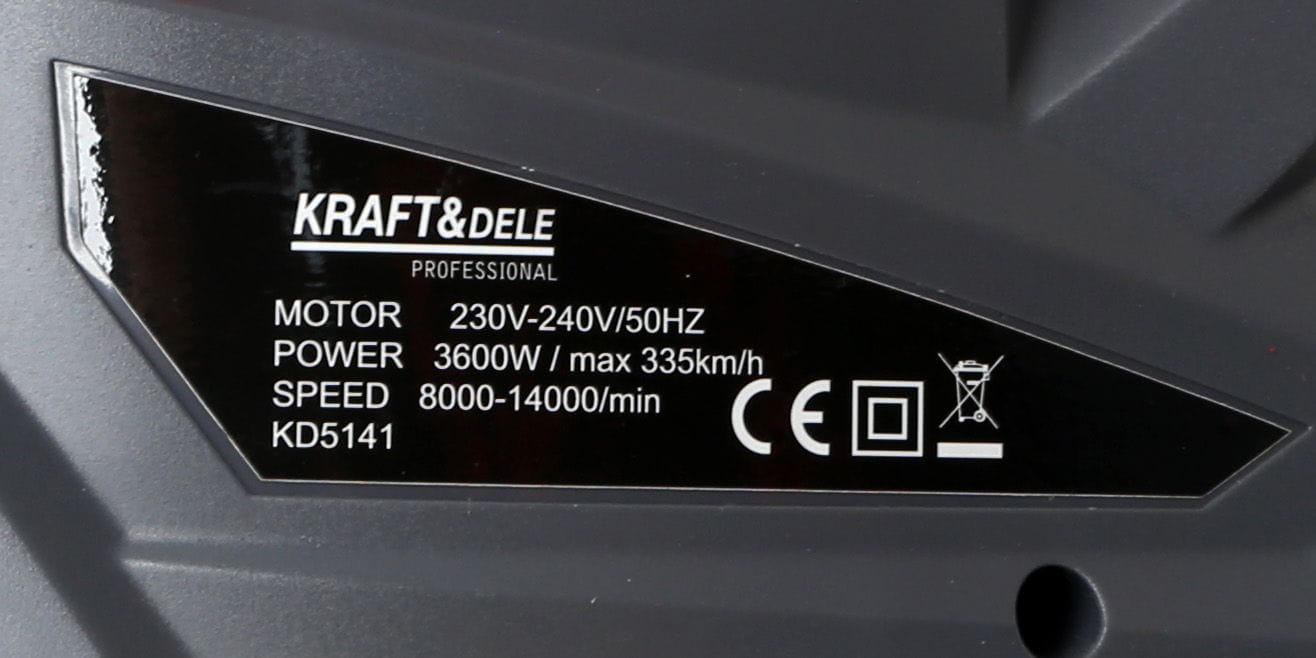 KRAFT&DELE
PROFESSIONAL
MOTOR 230V-240V/50HZ
POWER 3600W / max 335km/h
SPEED 8000-14000/min
KD5141
CE